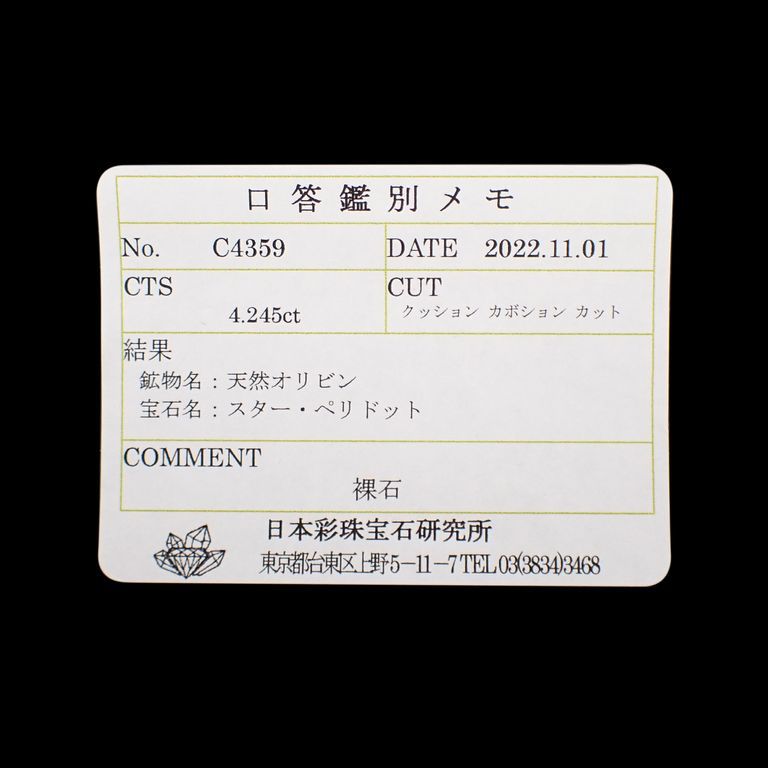 口答鑑別メモ
No. C4359 DATE 2022.11.01
CTS CUT
4.245ct クッション カボション カット
結果
鉱物名：天然オリビン
宝石名：スター・ペリドット
COMMENT
裸石
日本彩珠宝石研究所
東京都台東区上野5－11－7 TEL 03(3834)3468